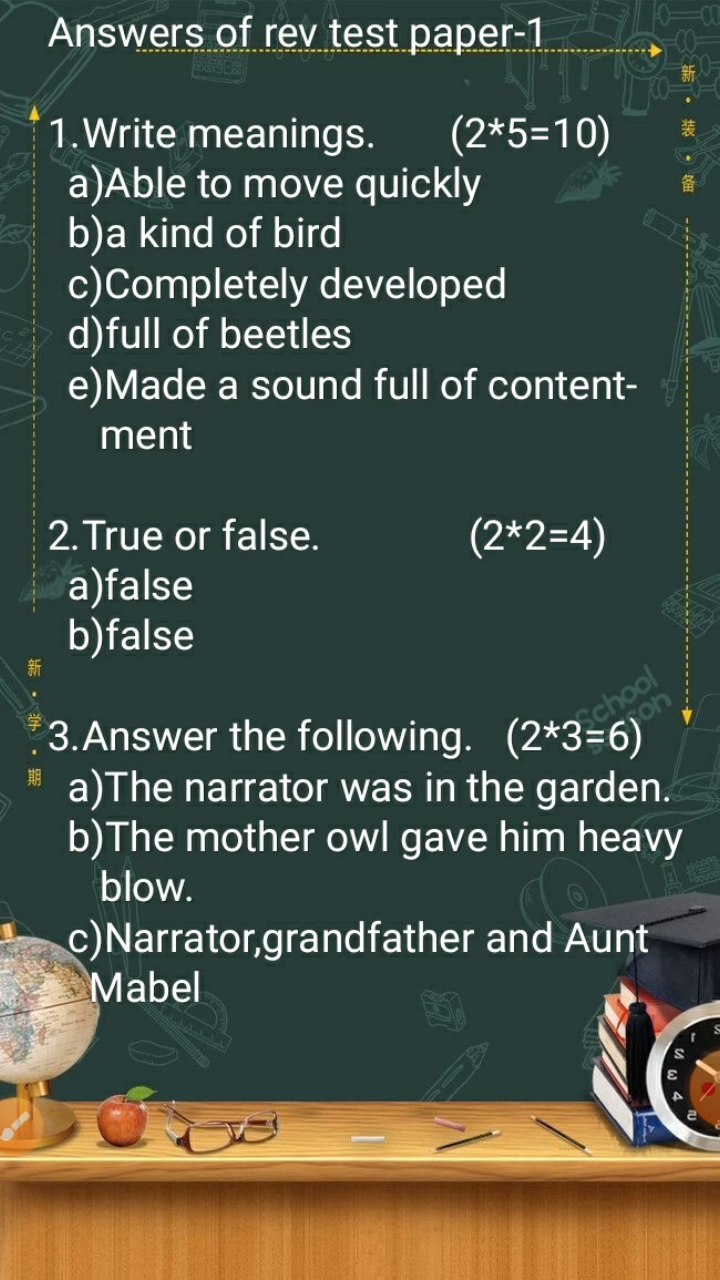 Answers of rev test paper-1
新・装・备
1.Write meanings. (2*5=10)
a)Able to move quickly
b)a kind of bird
c)Completely developed
d)full of beetles
e)Made a sound full of content-
ment
2.True or false. (2*2=4)
a)false
b)false
新・学・期
3.Answer the following. (2*3=6)
a)The narrator was in the garden.
b)The mother owl gave him heavy
blow.
c)Narrator,grandfather and Aunt
Mabel